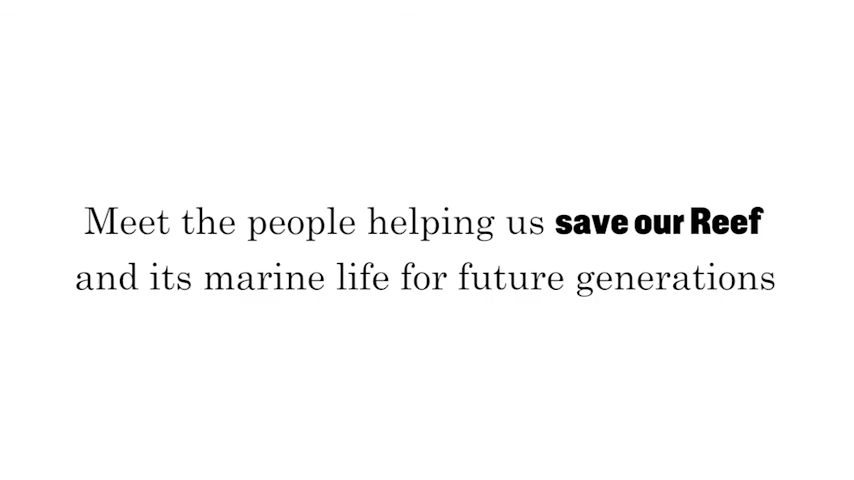 Meet the people helping us save our Reef
and its marine life for future generations